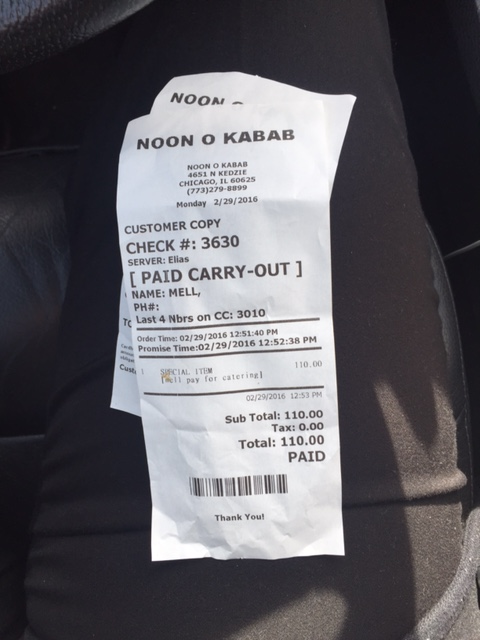 NOON O
NOON O KABAB
NOON O KABAB
4651 N KEDZIE
CHICAGO, IL 60625
(773)279-8899
Monday 2/29/2016
CUSTOMER COPY
CHECK #: 3630
SERVER: Elias
[ PAID CARRY-OUT ]
NAME: MELL,
PH#:
Last 4 Nbrs on CC: 3010
Order Time: 02/29/2016 12:51:40 PM
Promise Time:02/29/2016 12:52:38 PM
1 SPECIAL ITEM 110.00
pay for catering]
02/29/2016 12:53 PM
Sub Total: 110.00
Tax: 0.00
Total: 110.00
PAID
Thank You!